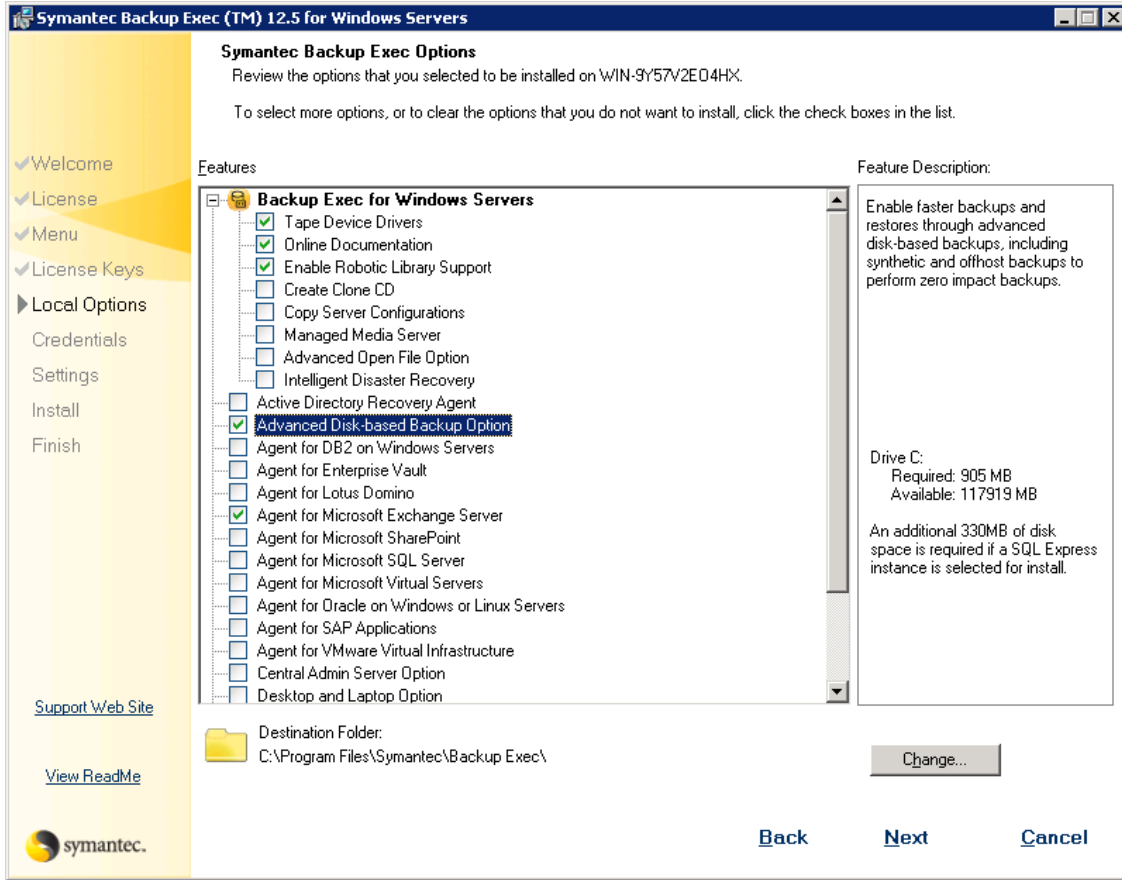 Symantec Backup Exec (TM) 12.5 for Windows Servers
Symantec Backup Exec Options
Review the options that you selected to be installed on WIN-9Y57V2EO4HX.
To select more options, or to clear the options that you do not want to install, click the check boxes in the list.
Welcome
License
Menu
License Keys
Local Options
Credentials
Settings
Install
Finish
Support Web Site
View ReadMe
symantec.
Features
Backup Exec for Windows Servers
Tape Device Drivers
Online Documentation
Enable Robotic Library Support
Create Clone CD
Copy Server Configurations
Managed Media Server
Advanced Open File Option
Intelligent Disaster Recovery
Active Directory Recovery Agent
Advanced Disk-based Backup Option
Agent for DB2 on Windows Servers
Agent for Enterprise Vault
Agent for Lotus Domino
Agent for Microsoft Exchange Server
Agent for Microsoft SharePoint
Agent for Microsoft SQL Server
Agent for Microsoft Virtual Servers
Agent for Oracle on Windows or Linux Servers
Agent for SAP Applications
Agent for VMware Virtual Infrastructure
Central Admin Server Option
Desktop and Laptop Option
Feature Description:
Enable faster backups and
restores through advanced
disk-based backups, including
synthetic and offhost backups to
perform zero impact backups.
Drive C:
Required: 905 MB
Available: 117919 MB
An additional 330MB of disk
space is required if a SQL Express
instance is selected for install.
Destination Folder:
C:\Program Files\Symantec\Backup Exec\
Change...
Back
Next
Cancel